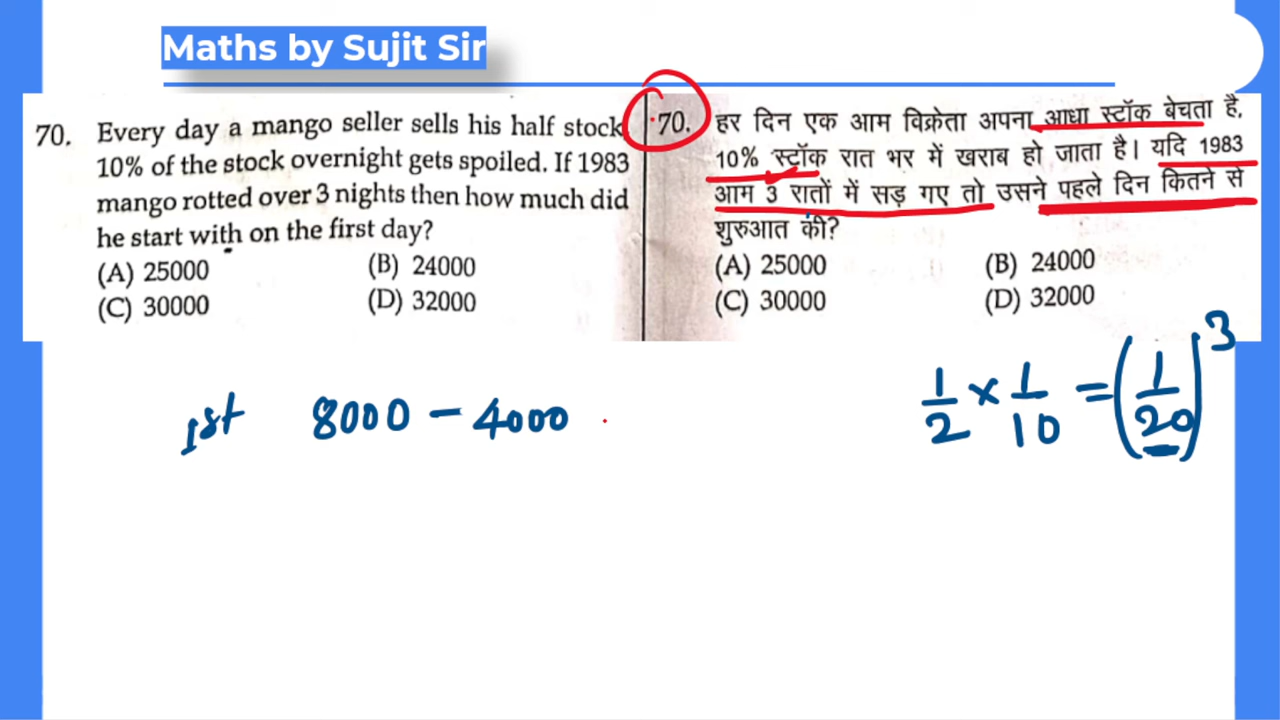 Maths by Sujit Sir
70. Every day a mango seller sells his half stock
10% of the stock overnight gets spoiled. If 1983
mango rotted over 3 nights then how much did
he start with on the first day?
(A) 25000 (B) 24000
(C) 30000 (D) 32000
70. हर दिन एक आम विक्रेता अपना आधा स्टॉक बेचता है,
10% स्टॉक रात भर में खराब हो जाता है। यदि 1983
आम 3 रातों में सड़ गए तो उसने पहले दिन कितने से
शुरुआत की?
(A) 25000 (B) 24000
(C) 30000 (D) 32000
1st 8000 - 4000
1/2 × 1/10 = (1/20)³